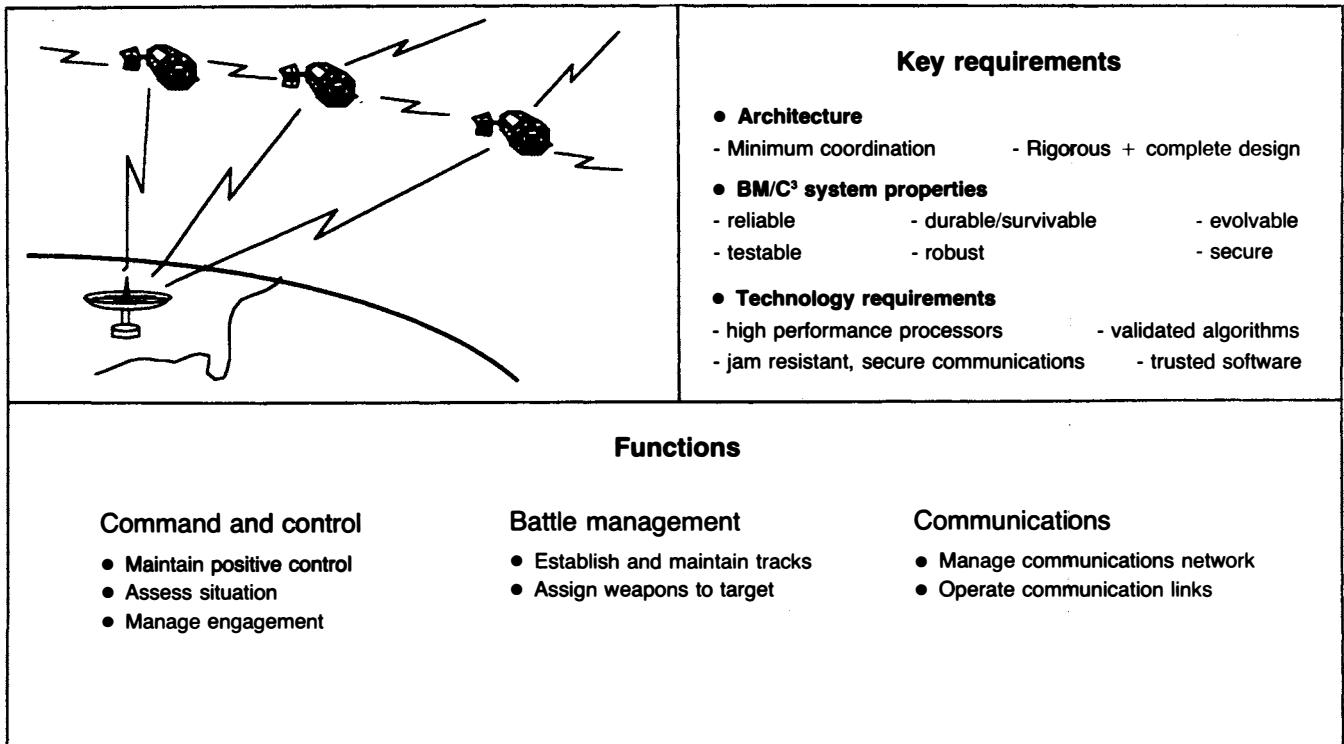 Key requirements
● Architecture
- Minimum coordination - Rigorous + complete design
● BM/C³ system properties
- reliable - durable/survivable - evolvable
- testable - robust - secure
● Technology requirements
- high performance processors - validated algorithms
- jam resistant, secure communications - trusted software
Functions
Command and control
● Maintain positive control
● Assess situation
● Manage engagement
Battle management
● Establish and maintain tracks
● Assign weapons to target
Communications
● Manage communications network
● Operate communication links